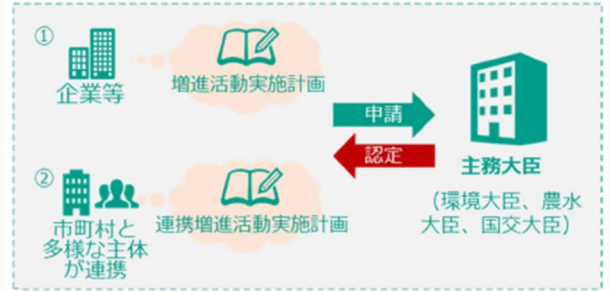 ①
企業等
増進活動実施計画
申請
認定
主務大臣
（環境大臣、農水
大臣、国交大臣）
②
市町村と
多様な主体
が連携
連携増進活動実施計画